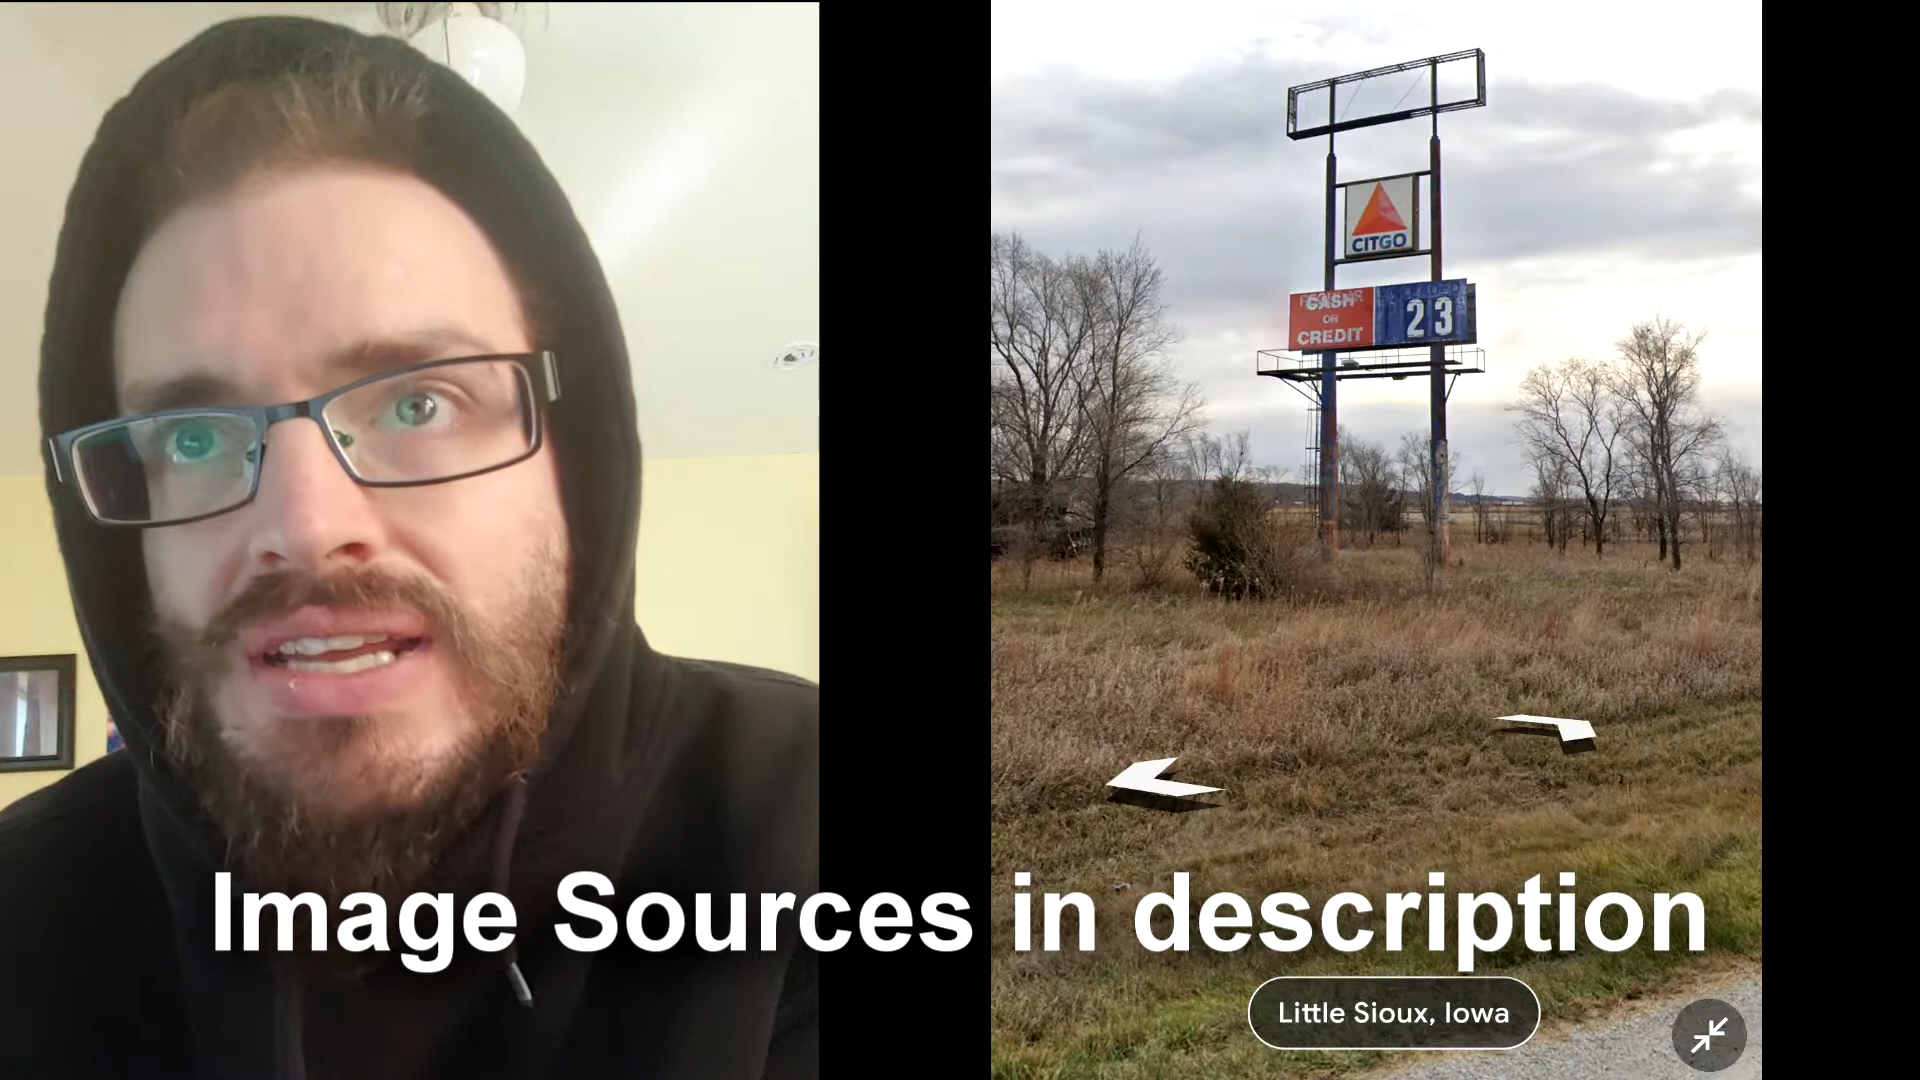 CITGO
CASH
OR
CREDIT
23
Image Sources in description
Little Sioux, Iowa